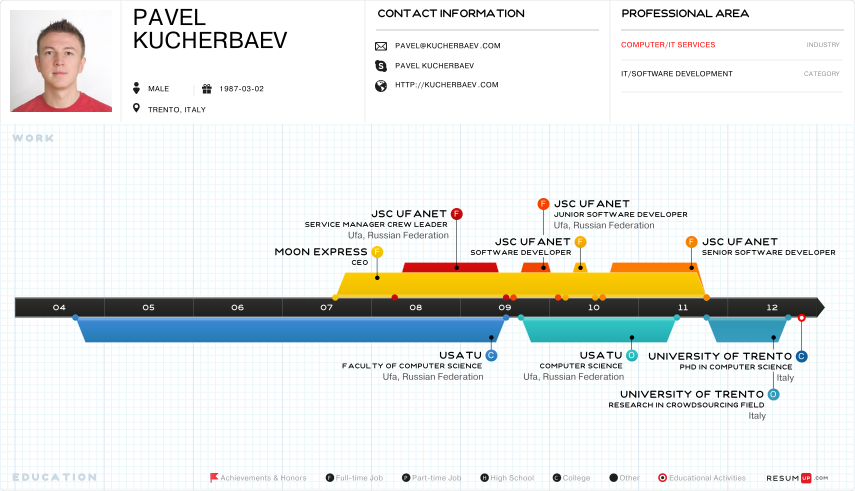 PAVEL
KUCHERBAEV
MALE
1987-03-02
TRENTO, ITALY
CONTACT INFORMATION
PAVEL@KUCHERBAEV.COM
PAVEL KUCHERBAEV
HTTP://KUCHERBAEV.COM
PROFESSIONAL AREA
COMPUTER/IT SERVICES INDUSTRY
IT/SOFTWARE DEVELOPMENT CATEGORY
WORK
F JSC UFANET
JUNIOR SOFTWARE DEVELOPER
Ufa, Russian Federation
JSC UFANET F
SERVICE MANAGER CREW LEADER
Ufa, Russian Federation
MOON EXPRESS F
CEO
JSC UFANET F
SOFTWARE DEVELOPER
F JSC UFANET
SENIOR SOFTWARE DEVELOPER
04 05 06 07 08 09 10 11 12
USATU C
FACULTY OF COMPUTER SCIENCE
Ufa, Russian Federation
USATU O
COMPUTER SCIENCE
Ufa, Russian Federation
UNIVERSITY OF TRENTO C
PHD IN COMPUTER SCIENCE
Italy
UNIVERSITY OF TRENTO O
RESEARCH IN CROWDSOURCING FIELD
Italy
EDUCATION
Achievements & Honors F Full-time Job P Part-time Job H High School C College Other Educational Activities RESUMUP.COM